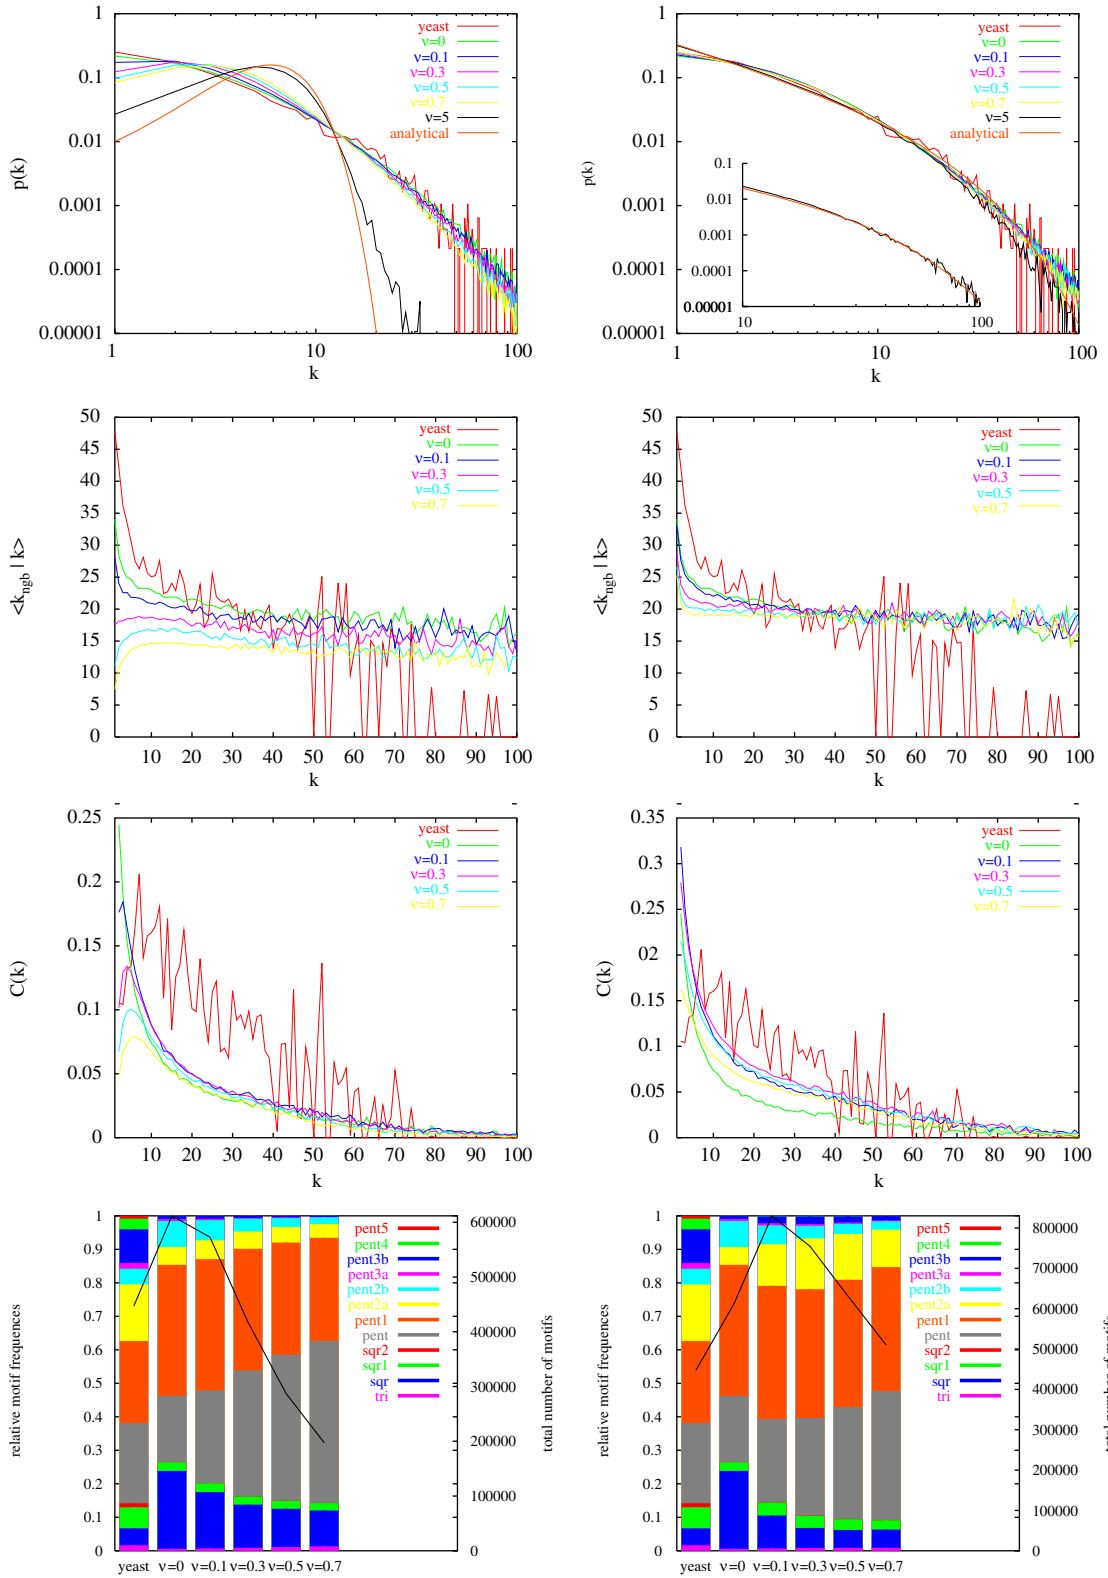 1
0.1
0.01
0.001
0.0001
0.00001
p(k)
1
10
100
k
yeast
ν=0
ν=0.1
ν=0.3
ν=0.5
ν=0.7
ν=5
analytical
1
0.1
0.01
0.001
0.0001
0.00001
p(k)
1
10
100
k
yeast
ν=0
ν=0.1
ν=0.3
ν=0.5
ν=0.7
ν=5
analytical
0.1
0.01
0.001
0.0001
0.00001
10
100
50
45
40
35
30
25
20
15
10
5
0
<k_ngb | k>
10 20 30 40 50 60 70 80 90 100
k
yeast
ν=0
ν=0.1
ν=0.3
ν=0.5
ν=0.7
50
45
40
35
30
25
20
15
10
5
0
<k_ngb | k>
10 20 30 40 50 60 70 80 90 100
k
yeast
ν=0
ν=0.1
ν=0.3
ν=0.5
ν=0.7
0.25
0.2
0.15
0.1
0.05
0
C(k)
10 20 30 40 50 60 70 80 90 100
k
yeast
ν=0
ν=0.1
ν=0.3
ν=0.5
ν=0.7
0.35
0.3
0.25
0.2
0.15
0.1
0.05
0
C(k)
10 20 30 40 50 60 70 80 90 100
k
yeast
ν=0
ν=0.1
ν=0.3
ν=0.5
ν=0.7
1
0.9
0.8
0.7
0.6
0.5
0.4
0.3
0.2
0.1
0
relative motif frequences
yeast ν=0 ν=0.1 ν=0.3 ν=0.5 ν=0.7
pent5
pent4
pent3b
pent3a
pent2b
pent2a
pent1
pent
sqr2
sqr1
sqr
tri
600000
500000
400000
300000
200000
100000
0
total number of motifs
1
0.9
0.8
0.7
0.6
0.5
0.4
0.3
0.2
0.1
0
relative motif frequences
yeast ν=0 ν=0.1 ν=0.3 ν=0.5 ν=0.7
pent5
pent4
pent3b
pent3a
pent2b
pent2a
pent1
pent
sqr2
sqr1
sqr
tri
800000
700000
600000
500000
400000
300000
200000
100000
0
total number of motifs